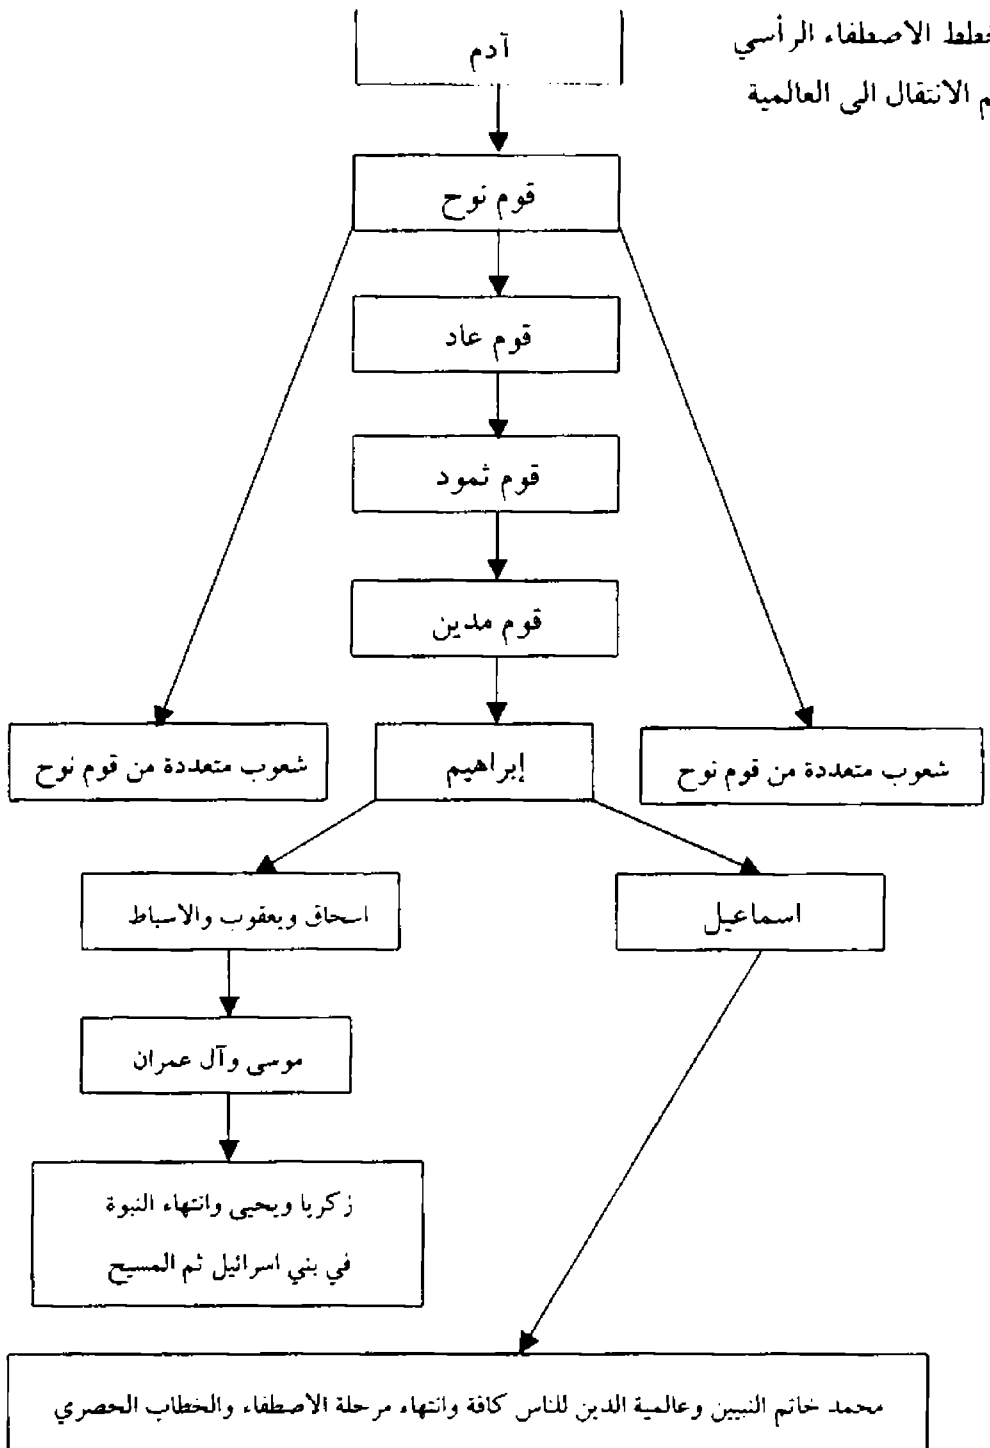 الاصطفاء الرأسي
الانتقال الى العالمية
آدم
قوم نوح
قوم عاد
قوم ثمود
قوم مدين
شعوب متعددة من قوم نوح
إبراهيم
شعوب متعددة من قوم نوح
اسماعيل
اسحاق ويعقوب والاسباط
موسى وآل عمران
زكريا ويحيى وانتهاء النبوة
في بني اسرائيل ثم المسيح
محمد خاتم النبيين وعالمية الدين للناس كافة وانتهاء مرحلة الاصطفاء والخطاب الحصري